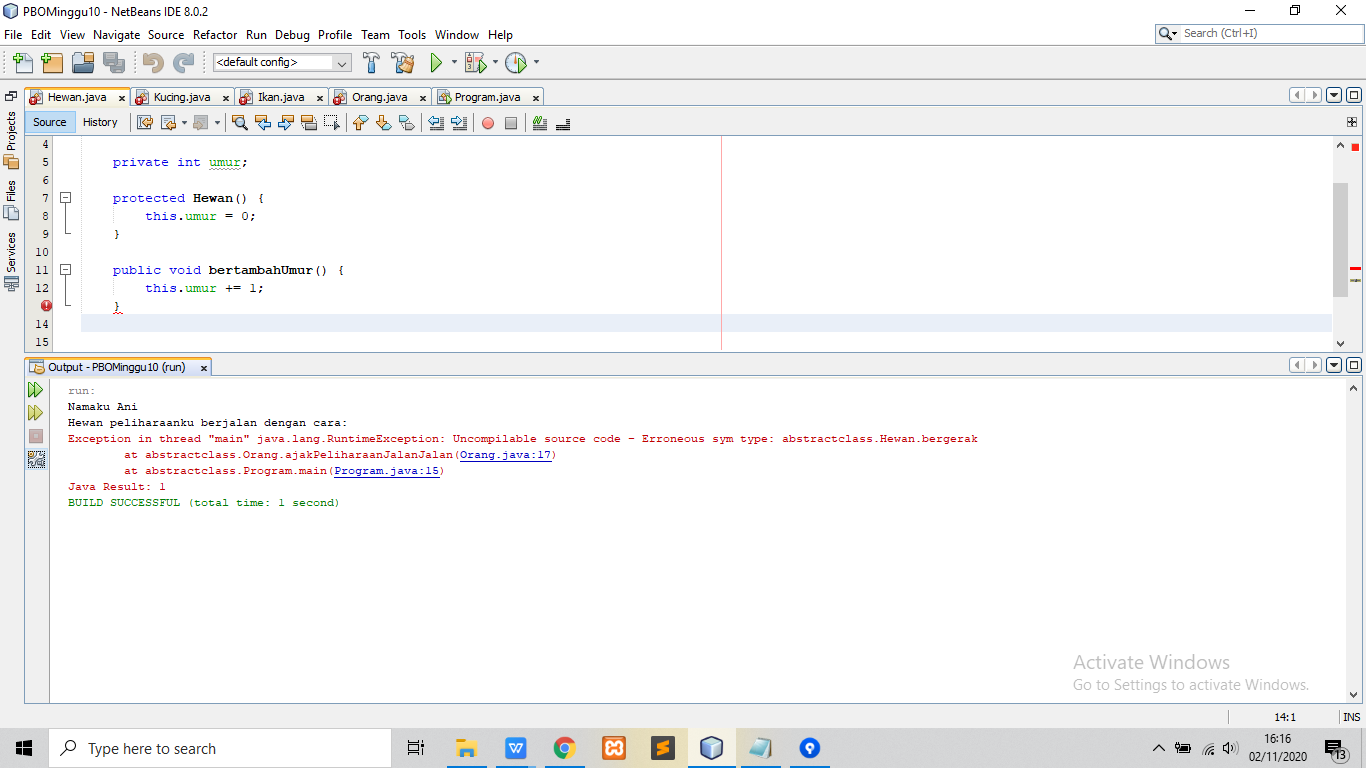 PBOMinggu10 - NetBeans IDE 8.0.2
File Edit View Navigate Source Refactor Run Debug Profile Team Tools Window Help
Search (Ctrl+I)
<default config>
Hewan.java Kucing.java Ikan.java Orang.java Program.java
Source History
Projects
Files
Services
4
5 private int umur;
6
7 protected Hewan() {
8 this.umur = 0;
9 }
10
11 public void bertambahUmur() {
12 this.umur += 1;
}
14
15
Output - PBOMinggu10 (run)
run:
Namaku Ani
Hewan peliharaanku berjalan dengan cara:
Exception in thread "main" java.lang.RuntimeException: Uncompilable source code - Erroneous sym type: abstractclass.Hewan.bergerak
at abstractclass.Orang.ajakPeliharaanJalanJalan(Orang.java:17)
at abstractclass.Program.main(Program.java:15)
Java Result: 1
BUILD SUCCESSFUL (total time: 1 second)
Activate Windows
Go to Settings to activate Windows.
14:1 INS
Type here to search
16:16
02/11/2020
13